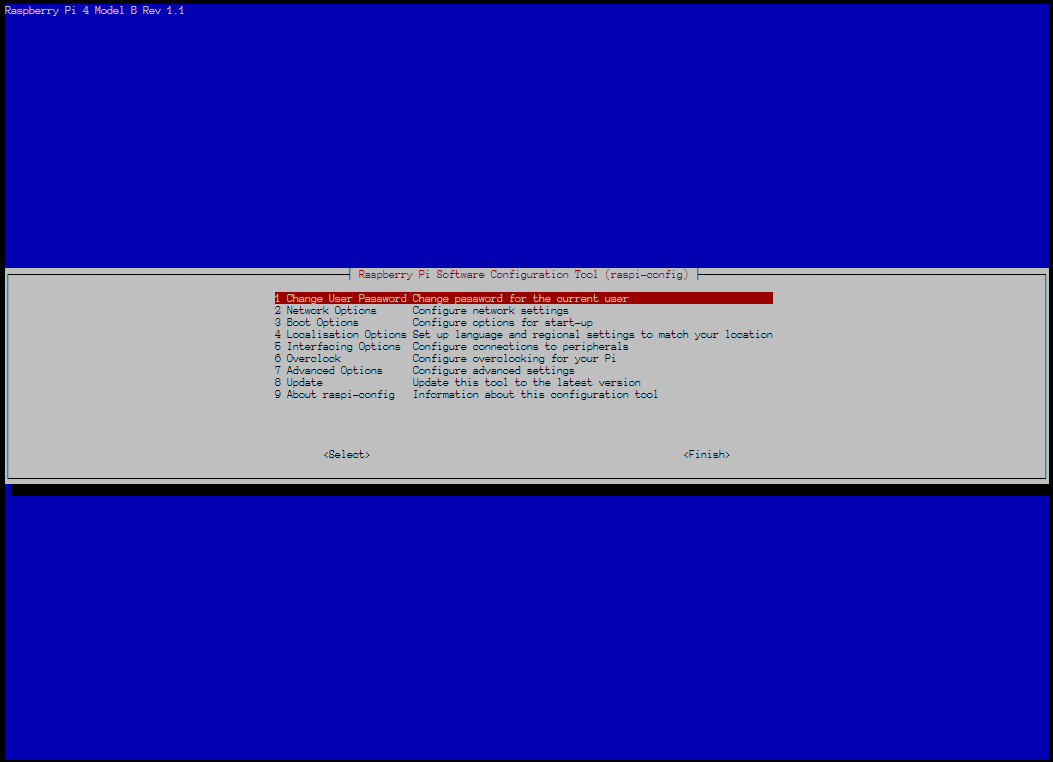 Raspberry Pi 4 Model B Rev 1.1
Raspberry Pi Software Configuration Tool (raspi-config)
1 Change User Password Change password for the current user
2 Network Options Configure network settings
3 Boot Options Configure options for start-up
4 Localisation Options Set up language and regional settings to match your location
5 Interfacing Options Configure connections to peripherals
6 Overclock Configure overclocking for your Pi
7 Advanced Options Configure advanced settings
8 Update Update this tool to the latest version
9 About raspi-config Information about this configuration tool
<Select> <Finish>